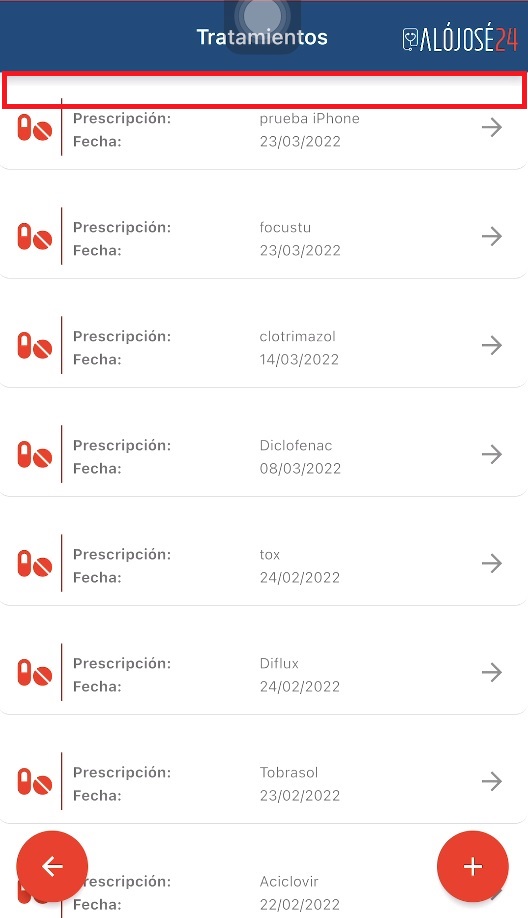 Tratamientos
ALÓJOSÉ24
Prescripción: prueba iPhone
Fecha: 23/03/2022
Prescripción: focustu
Fecha: 23/03/2022
Prescripción: clotrimazol
Fecha: 14/03/2022
Prescripción: Diclofenac
Fecha: 08/03/2022
Prescripción: tox
Fecha: 24/02/2022
Prescripción: Diflux
Fecha: 24/02/2022
Prescripción: Tobrasol
Fecha: 23/02/2022
rescripción: Aciclovir
Fecha: 22/02/2022